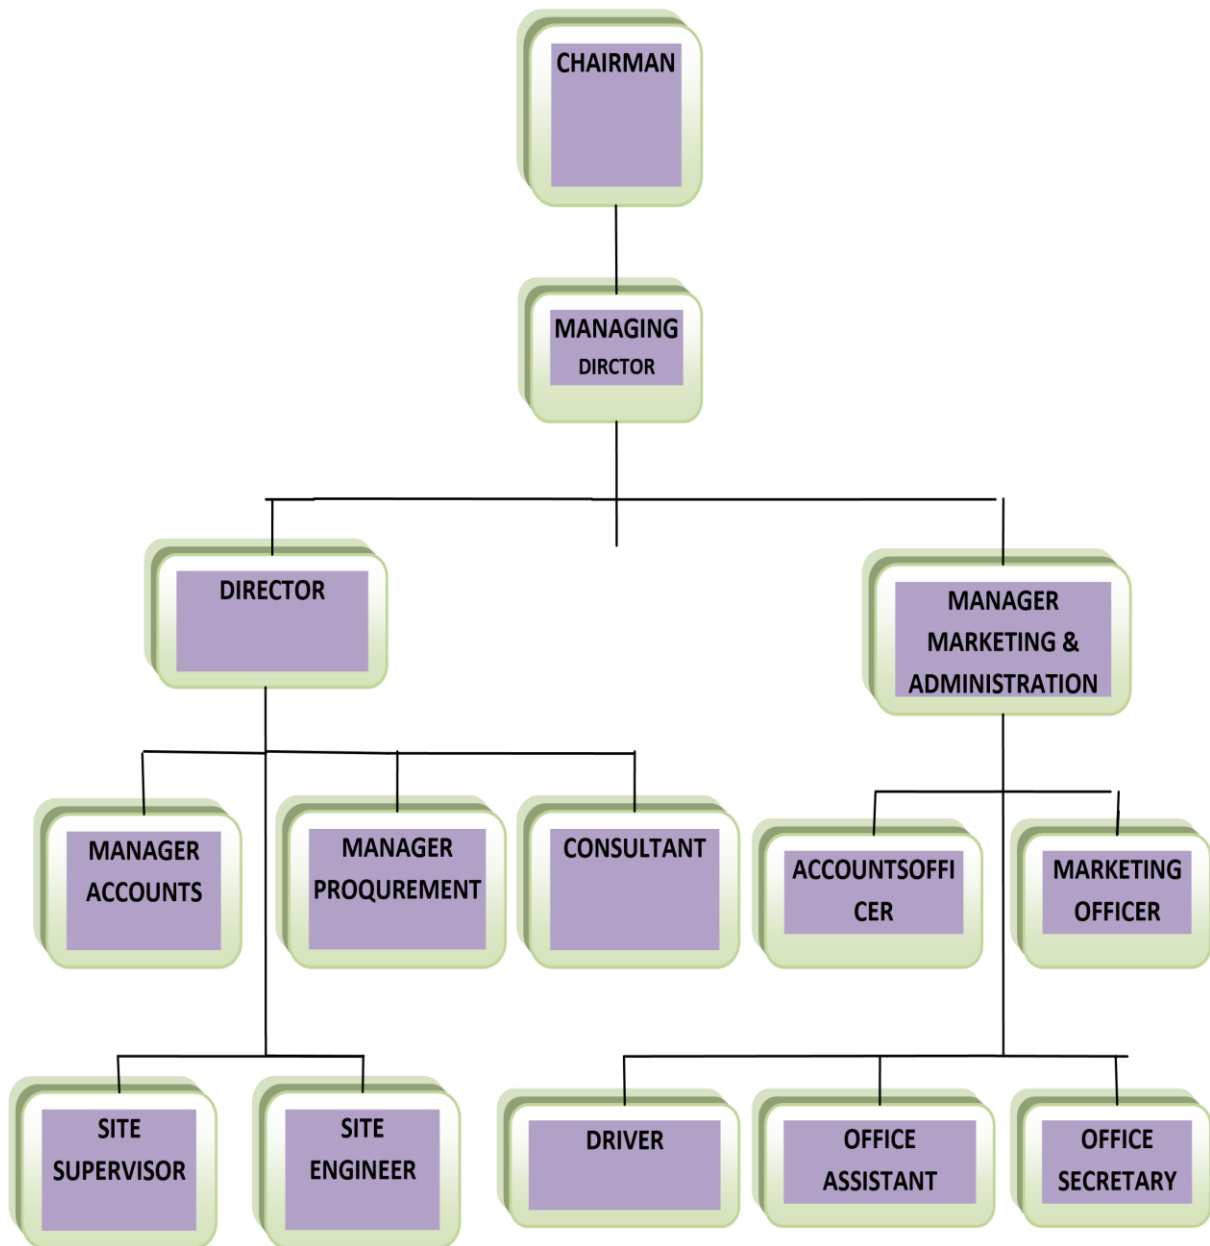 CHAIRMAN
MANAGING
DIRCTOR
DIRECTOR
MANAGER
MARKETING &
ADMINISTRATION
MANAGER
ACCOUNTS
MANAGER
PROQUREMENT
CONSULTANT
ACCOUNTSOFFI
CER
MARKETING
OFFICER
SITE
SUPERVISOR
SITE
ENGINEER
DRIVER
OFFICE
ASSISTANT
OFFICE
SECRETARY